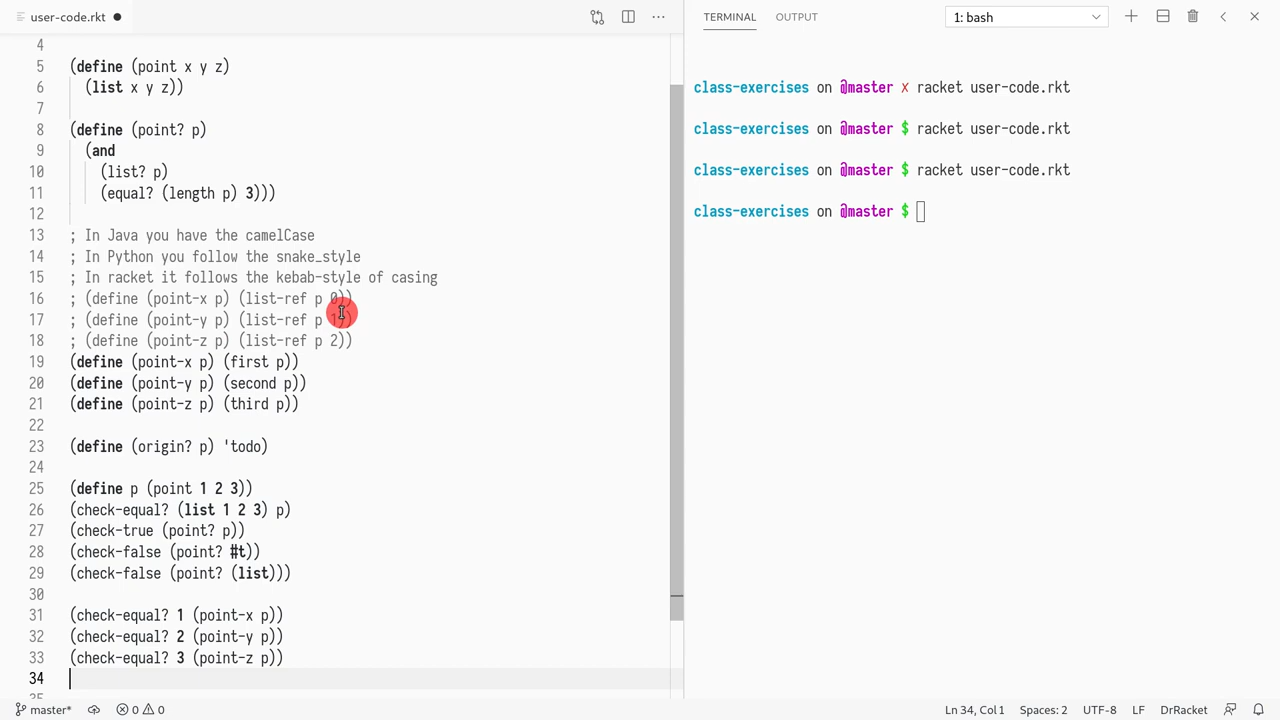 user-code.rkt
TERMINAL
OUTPUT
1: bash
4
5 (define (point x y z)
6 (list x y z))
7
8 (define (point? p)
9 (and
10 (list? p)
11 (equal? (length p) 3)))
12
13 ; In Java you have the camelCase
14 ; In Python you follow the snake_style
15 ; In racket it follows the kebab-style of casing
16 ; (define (point-x p) (list-ref p 0))
17 ; (define (point-y p) (list-ref p 1))
18 ; (define (point-z p) (list-ref p 2))
19 (define (point-x p) (first p))
20 (define (point-y p) (second p))
21 (define (point-z p) (third p))
22
23 (define (origin? p) 'todo)
24
25 (define p (point 1 2 3))
26 (check-equal? (list 1 2 3) p)
27 (check-true (point? p))
28 (check-false (point? #t))
29 (check-false (point? (list)))
30
31 (check-equal? 1 (point-x p))
32 (check-equal? 2 (point-y p))
33 (check-equal? 3 (point-z p))
34
35
class-exercises on @master ✗ racket user-code.rkt
class-exercises on @master $ racket user-code.rkt
class-exercises on @master $ racket user-code.rkt
class-exercises on @master $
master* 0 0 Ln 34, Col 1 Spaces: 2 UTF-8 LF DrRacket